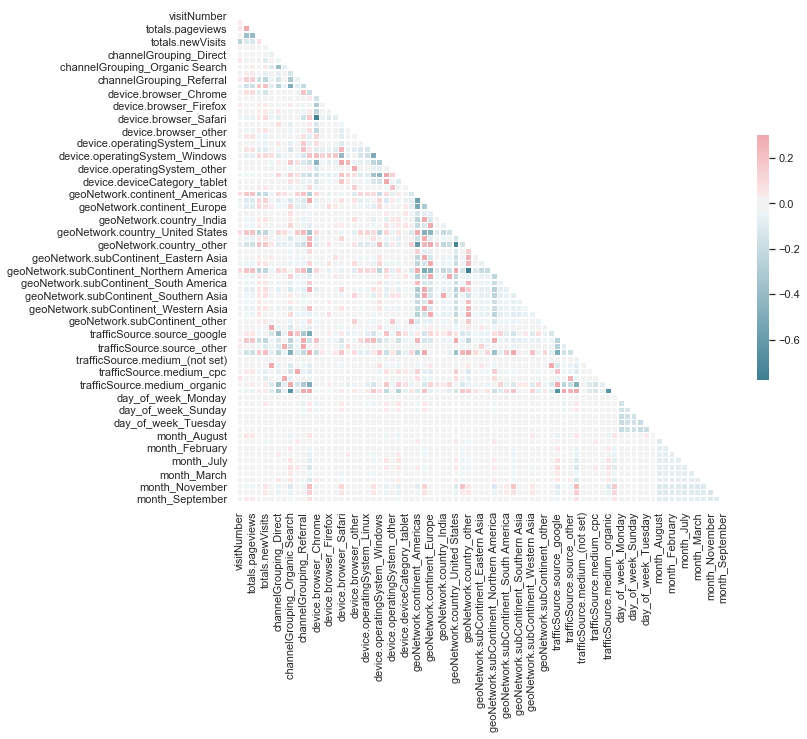 visitNumber
totals.pageviews
totals.newVisits
channelGrouping_Direct
channelGrouping_Organic Search
channelGrouping_Referral
device.browser_Chrome
device.browser_Firefox
device.browser_Safari
device.browser_other
device.operatingSystem_Linux
device.operatingSystem_Windows
device.operatingSystem_other
device.deviceCategory_tablet
geoNetwork.continent_Americas
geoNetwork.continent_Europe
geoNetwork.country_India
geoNetwork.country_United States
geoNetwork.country_other
geoNetwork.subContinent_Eastern Asia
geoNetwork.subContinent_Northern America
geoNetwork.subContinent_South America
geoNetwork.subContinent_Southern Asia
geoNetwork.subContinent_Western Asia
geoNetwork.subContinent_other
trafficSource.source_google
trafficSource.source_other
trafficSource.medium_(not set)
trafficSource.medium_cpc
trafficSource.medium_organic
day_of_week_Monday
day_of_week_Sunday
day_of_week_Tuesday
month_August
month_February
month_July
month_March
month_November
month_September
visitNumber
totals.pageviews
totals.newVisits
channelGrouping_Direct
channelGrouping_Organic Search
channelGrouping_Referral
device.browser_Chrome
device.browser_Firefox
device.browser_Safari
device.browser_other
device.operatingSystem_Linux
device.operatingSystem_Windows
device.operatingSystem_other
device.deviceCategory_tablet
geoNetwork.continent_Americas
geoNetwork.continent_Europe
geoNetwork.country_India
geoNetwork.country_United States
geoNetwork.country_other
geoNetwork.subContinent_Eastern Asia
geoNetwork.subContinent_Northern America
geoNetwork.subContinent_South America
geoNetwork.subContinent_Southern Asia
geoNetwork.subContinent_Western Asia
geoNetwork.subContinent_other
trafficSource.source_google
trafficSource.source_other
trafficSource.medium_(not set)
trafficSource.medium_cpc
trafficSource.medium_organic
day_of_week_Monday
day_of_week_Sunday
day_of_week_Tuesday
month_August
month_February
month_July
month_March
month_November
month_September
0.2
0.0
−0.2
−0.4
−0.6